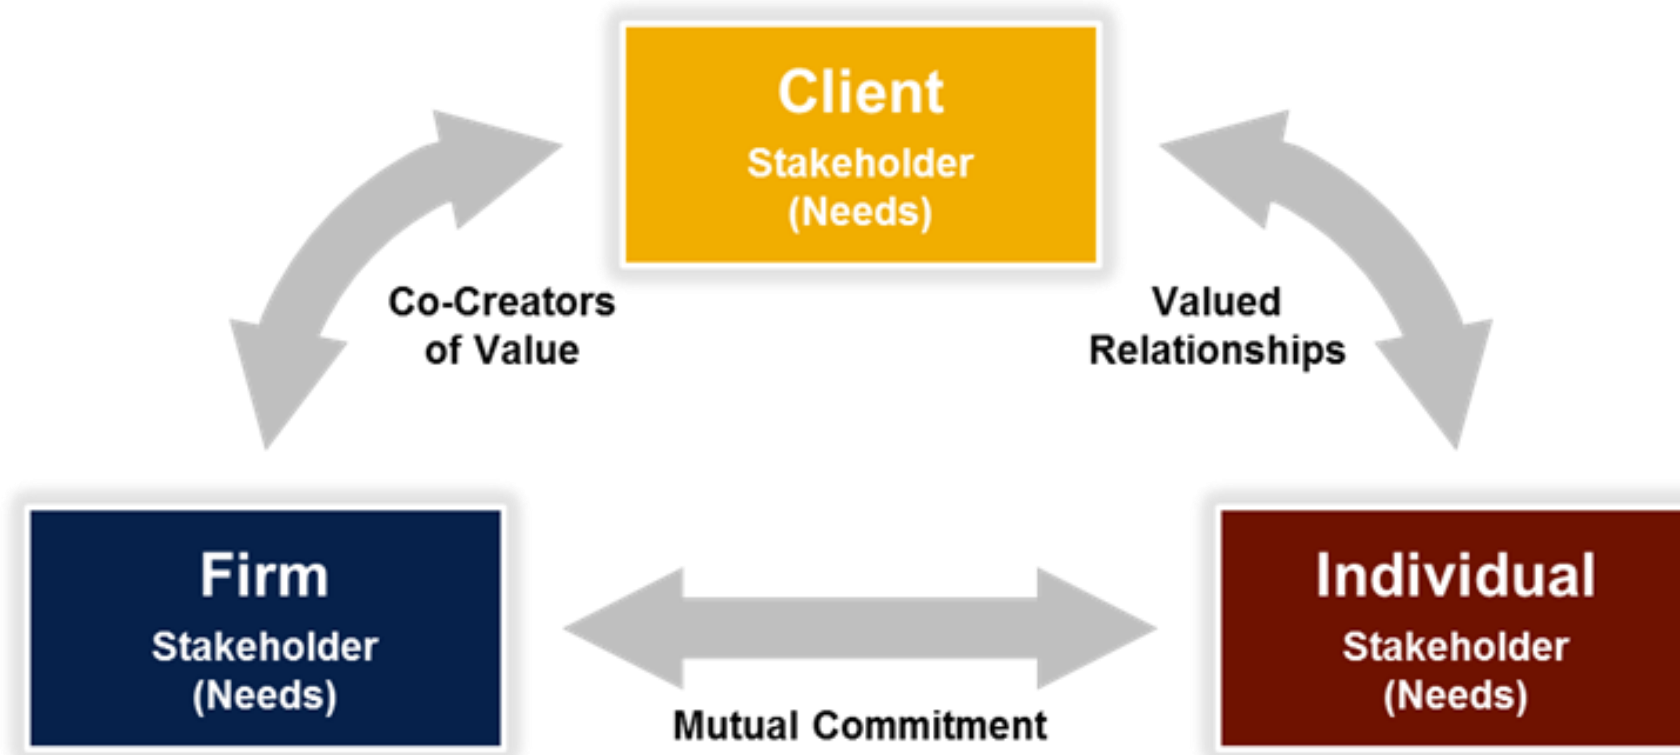 Client
Stakeholder
(Needs)
Co-Creators
of Value
Valued
Relationships
Firm
Stakeholder
(Needs)
Individual
Stakeholder
(Needs)
Mutual Commitment